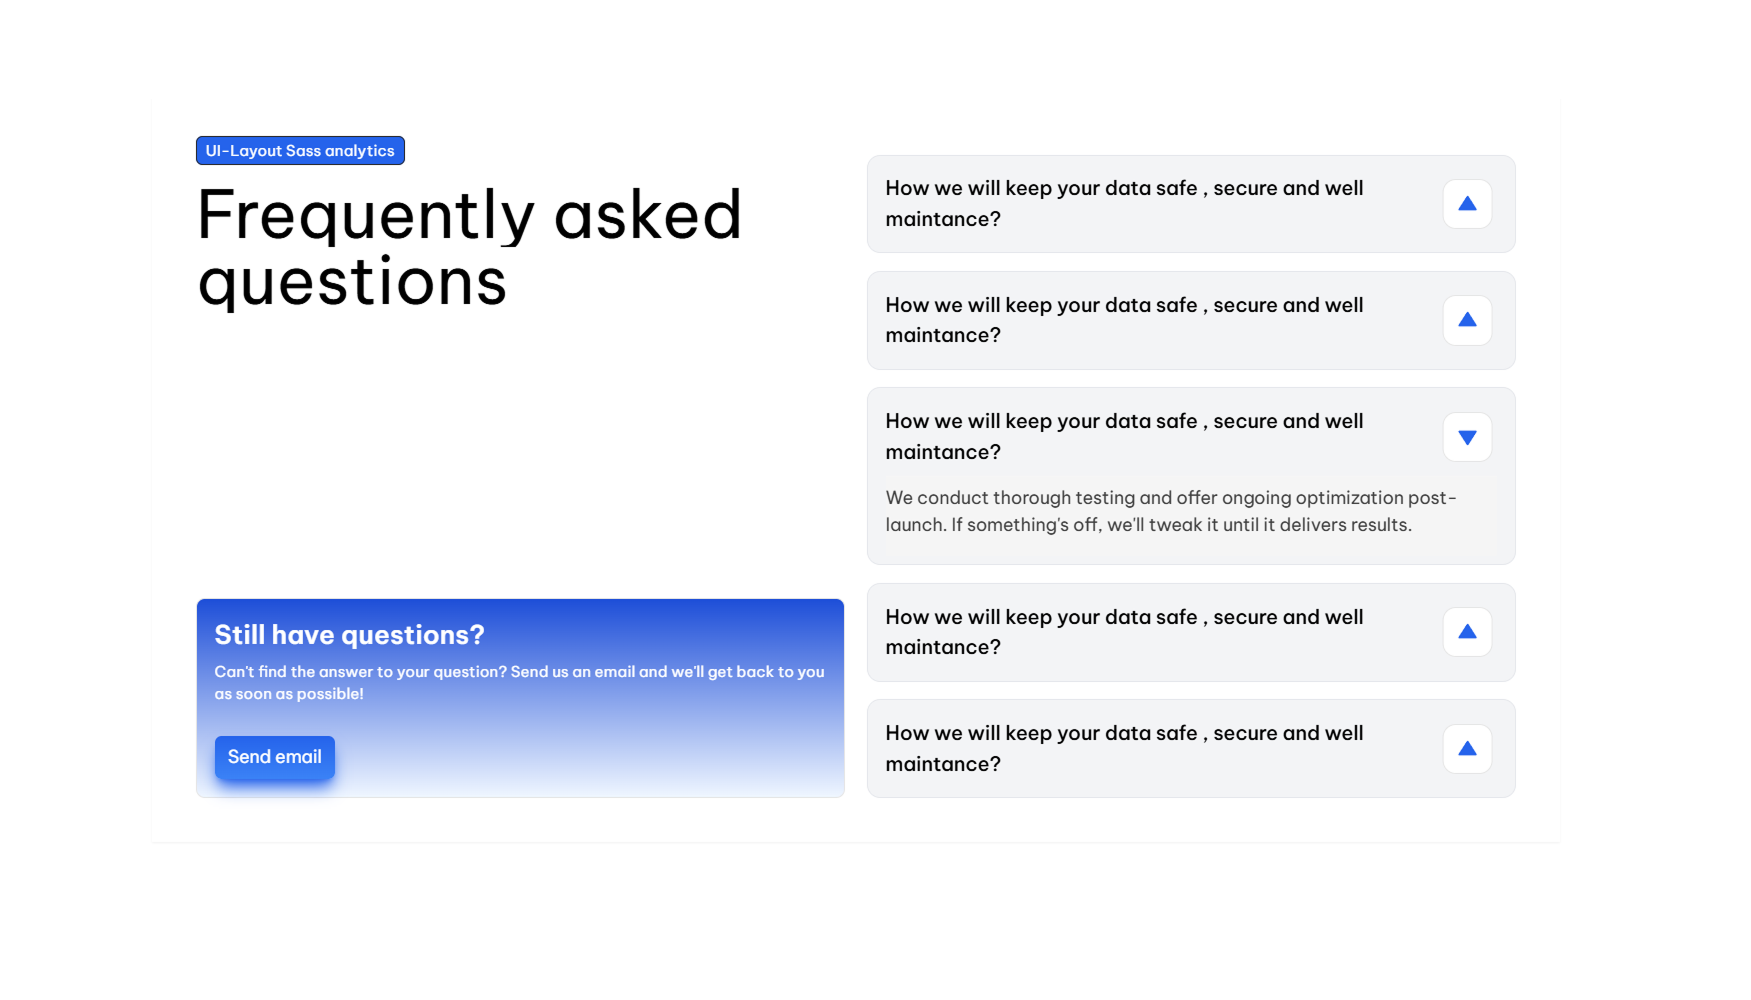 UI-Layout Sass analytics
Frequently asked
questions
Still have questions?
Can't find the answer to your question? Send us an email and we'll get back to you
as soon as possible!
Send email
How we will keep your data safe , secure and well
maintance?
How we will keep your data safe , secure and well
maintance?
How we will keep your data safe , secure and well
maintance?
We conduct thorough testing and offer ongoing optimization post-
launch. If something's off, we'll tweak it until it delivers results.
How we will keep your data safe , secure and well
maintance?
How we will keep your data safe , secure and well
maintance?